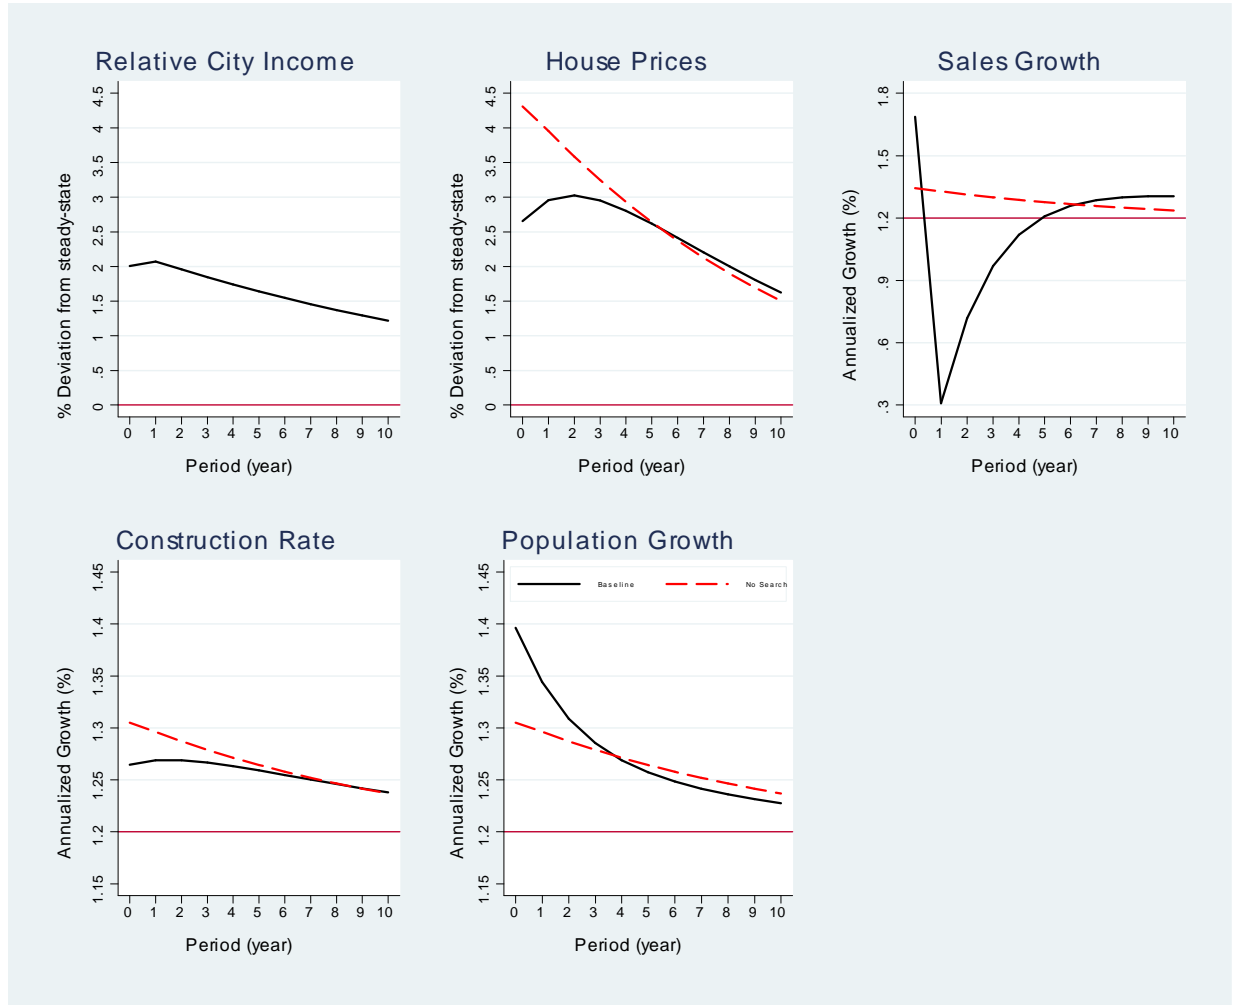 Relative City Income
% Deviation from steady-state
4.5
4
3.5
3
2.5
2
1.5
1
.5
0
0 1 2 3 4 5 6 7 8 9 10
Period (year)
House Prices
% Deviation from steady-state
4.5
4
3.5
3
2.5
2
1.5
1
.5
0
0 1 2 3 4 5 6 7 8 9 10
Period (year)
Sales Growth
Annualized Growth (%)
1.8
1.5
1.2
.9
.6
.3
0 1 2 3 4 5 6 7 8 9 10
Period (year)
Construction Rate
Annualized Growth (%)
1.45
1.4
1.35
1.3
1.25
1.2
1.15
0 1 2 3 4 5 6 7 8 9 10
Period (year)
Population Growth
Baseline No Search
Annualized Growth (%)
1.45
1.4
1.35
1.3
1.25
1.2
1.15
0 1 2 3 4 5 6 7 8 9 10
Period (year)